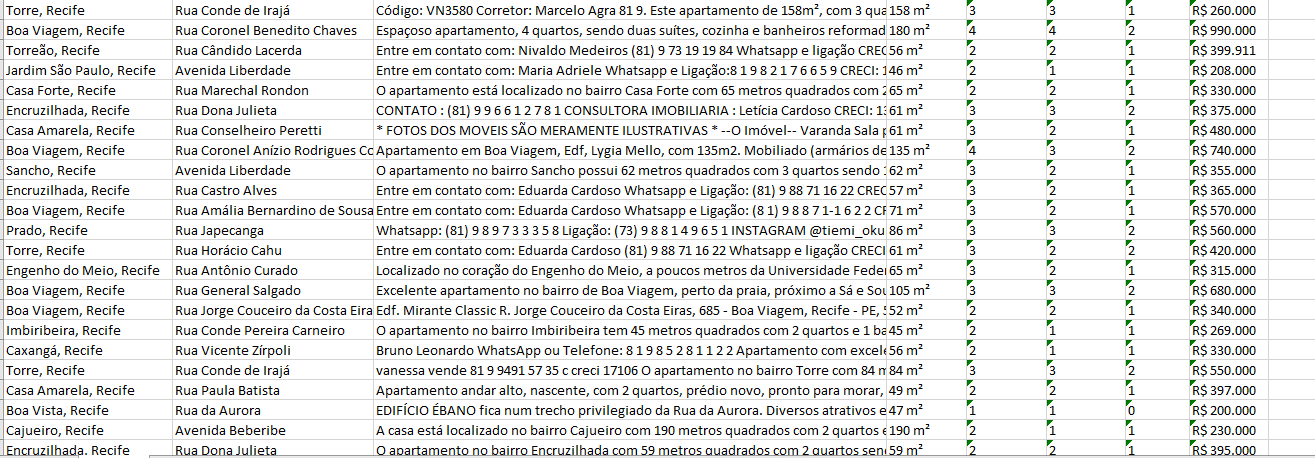 Torre, Recife Rua Conde de Irajá Código: VN3580 Corretor: Marcelo Agra 81 9. Este apartamento de 158m², com 3 qua 158 m² 3 3 1 R$ 260.000
Boa Viagem, Recife Rua Coronel Benedito Chaves Espaçoso apartamento, 4 quartos, sendo duas suítes, cozinha e banheiros reformad 180 m² 4 4 2 R$ 990.000
Torreão, Recife Rua Cândido Lacerda Entre em contato com: Nivaldo Medeiros (81) 9 73 19 19 84 Whatsapp e ligação CREC 56 m² 2 2 1 R$ 399.911
Jardim São Paulo, Recife Avenida Liberdade Entre em contato com: Maria Adriele Whatsapp e Ligação:8 1 9 8 2 1 7 6 6 5 9 CRECI: 1 46 m² 2 1 1 R$ 208.000
Casa Forte, Recife Rua Marechal Rondon O apartamento está localizado no bairro Casa Forte com 65 metros quadrados com 2 65 m² 2 2 1 R$ 330.000
Encruzilhada, Recife Rua Dona Julieta CONTATO : (81) 9 9 6 6 1 2 7 8 1 CONSULTORA IMOBILIARIA : Letícia Cardoso CRECI: 13 61 m² 3 3 2 R$ 375.000
Casa Amarela, Recife Rua Conselheiro Peretti * FOTOS DOS MOVEIS SÃO MERAMENTE ILUSTRATIVAS * --O Imóvel-- Varanda Sala p 61 m² 3 2 1 R$ 480.000
Boa Viagem, Recife Rua Coronel Anízio Rodrigues Co Apartamento em Boa Viagem, Edf, Lygia Mello, com 135m2. Mobiliado (armários de 135 m² 4 3 2 R$ 740.000
Sancho, Recife Avenida Liberdade O apartamento no bairro Sancho possui 62 metros quadrados com 3 quartos sendo 62 m² 3 2 1 R$ 355.000
Encruzilhada, Recife Rua Castro Alves Entre em contato com: Eduarda Cardoso Whatsapp e Ligação: (81) 9 88 71 16 22 CREC 57 m² 3 2 1 R$ 365.000
Boa Viagem, Recife Rua Amália Bernardino de Sousa Entre em contato com: Eduarda Cardoso Whatsapp e Ligação: (8 1) 9 8 8 7 1-1 6 2 2 CR 71 m² 3 2 1 R$ 570.000
Prado, Recife Rua Japecanga Whatsapp: (81) 9 8 9 7 3 3 3 5 8 Ligação: (73) 9 8 8 1 4 9 6 5 1 INSTAGRAM @tiemi_oku 86 m² 3 3 2 R$ 560.000
Torre, Recife Rua Horácio Cahu Entre em contato com: Eduarda Cardoso (81) 9 88 71 16 22 Whatsapp e ligação CRECI 61 m² 3 2 2 R$ 420.000
Engenho do Meio, Recife Rua Antônio Curado Localizado no coração do Engenho do Meio, a poucos metros da Universidade Feder 65 m² 3 2 1 R$ 315.000
Boa Viagem, Recife Rua General Salgado Excelente apartamento no bairro de Boa Viagem, perto da praia, próximo a Sá e Sou 105 m² 3 3 2 R$ 680.000
Boa Viagem, Recife Rua Jorge Couceiro da Costa Eira Edf. Mirante Classic R. Jorge Couceiro da Costa Eiras, 685 - Boa Viagem, Recife - PE, 52 m² 2 2 1 R$ 340.000
Imbiribeira, Recife Rua Conde Pereira Carneiro O apartamento no bairro Imbiribeira tem 45 metros quadrados com 2 quartos e 1 ba 45 m² 2 1 1 R$ 269.000
Caxangá, Recife Rua Vicente Zírpoli Bruno Leonardo WhatsApp ou Telefone: 8 1 9 8 5 2 8 1 1 2 2 Apartamento com excele 56 m² 2 1 1 R$ 330.000
Torre, Recife Rua Conde de Irajá vanessa vende 81 9 9491 57 35 c creci 17106 O apartamento no bairro Torre com 84 m 84 m² 3 3 2 R$ 550.000
Casa Amarela, Recife Rua Paula Batista Apartamento andar alto, nascente, com 2 quartos, prédio novo, pronto para morar, 49 m² 2 2 1 R$ 397.000
Boa Vista, Recife Rua da Aurora EDIFÍCIO ÉBANO fica num trecho privilegiado da Rua da Aurora. Diversos atrativos e 47 m² 1 1 0 R$ 200.000
Cajueiro, Recife Avenida Beberibe A casa está localizado no bairro Cajueiro com 190 metros quadrados com 2 quartos e 190 m² 2 1 1 R$ 230.000
Encruzilhada, Recife Rua Dona Julieta O apartamento no bairro Encruzilhada com 59 metros quadrados com 2 quartos send 59 m² 2 2 1 R$ 395.000